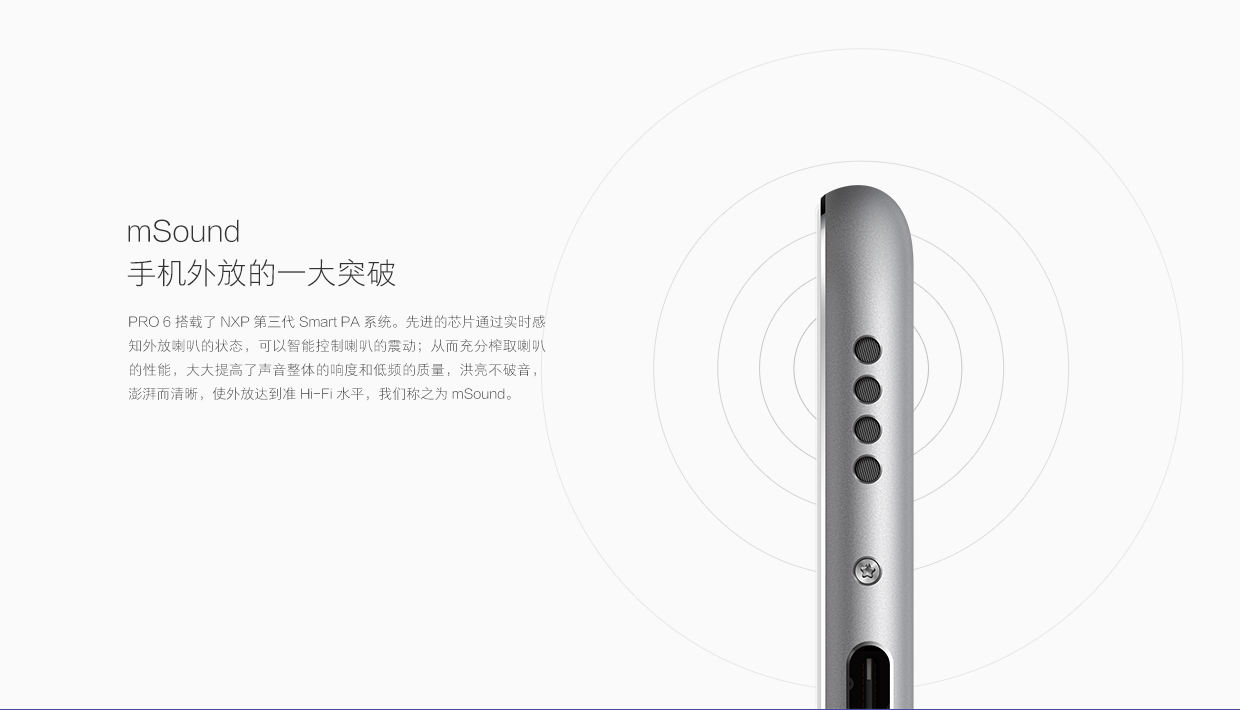 mSound
手机外放的一大突破
PRO 6 搭载了 NXP 第三代 Smart PA 系统。先进的芯片通过实时感
知外放喇叭的状态，可以智能控制喇叭的震动；从而充分榨取喇叭
的性能，大大提高了声音整体的响度和低频的质量，洪亮不破音，
澎湃而清晰，使外放达到准 Hi-Fi 水平，我们称之为 mSound。